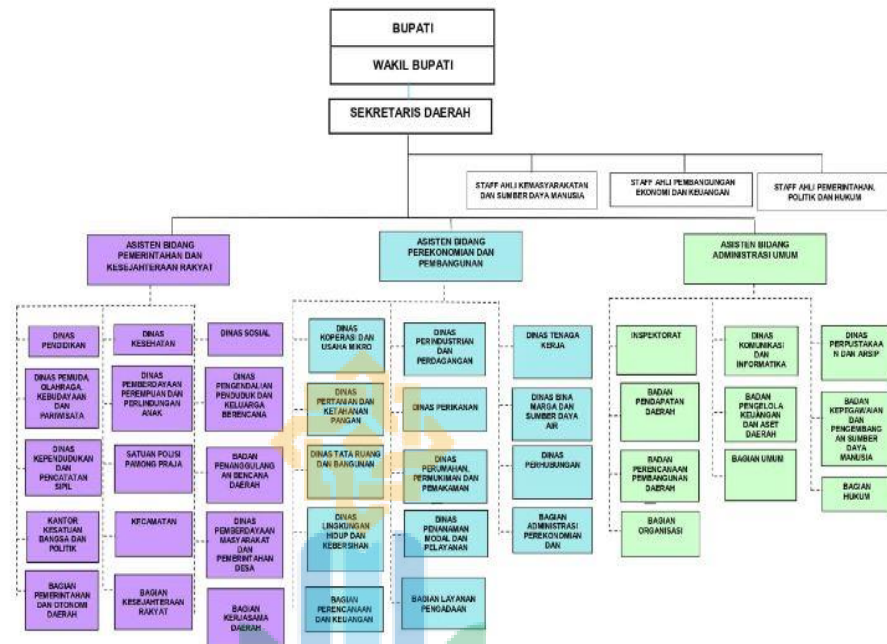 BUPATI
WAKIL BUPATI
SEKRETARIS DAERAH
STAFF AHLI KEMASYARAKATAN
DAN SUMBER DAYA MANUSIA
STAFF AHLI PEMBANGUNGAN
EKONOMI DAN KEUANGAN
STAFF AHLI PEMERINTAHAN,
POLITIK DAN HUKUM
ASISTEN BIDANG
PEMERINTAHAN DAN
KESEJAHTERAAN RAKYAT
ASISTEN BIDANG
PEREKONOMIAN DAN
PEMBANGUNAN
ASISTEN BIDANG
ADMINISTRASI UMUM
DINAS
PENDIDIKAN
DINAS
KESEHATAN
DINAS SOSIAL
DINAS PEMUDA,
OLAHRAGA,
KEBUDAYAAN
DAN
PARIWISATA
DINAS
PEMBERDAYAAN
PEREMPUAN DAN
PERLINDUNGAN
ANAK
DINAS
PENGENDALIAN
PENDUDUK DAN
KELUARGA
BERENCANA
DINAS
KEPENDUDUKAN
DAN
PENCATATAN
SIPIL
SATUAN POLISI
PAMONG PRAJA
BADAN
PENANGGULANG
AN BENCANA
DAERAH
KANTOR
KESATUAN
BANGSA DAN
POLITIK
KECAMATAN
DINAS
PEMBERDAYAAN
MASYARAKAT
DAN
PEMERINTAHAN
DESA
BAGIAN
PEMERINTAHAN
DAN OTONOMI
DAERAH
BAGIAN
KESEJAHTERAAN
RAKYAT
BAGIAN
KERJASAMA
DAERAH
DINAS
KOPERASI DAN
USAHA MIKRO
DINAS
PERINDUSTRIAN
DAN
PERDAGANGAN
DINAS TENAGA
KERJA
DINAS
PERTANIAN DAN
KETAHANAN
PANGAN
DINAS PERIKANAN
DINAS BINA
MARGA DAN
SUMBER DAYA
AIR
DINAS TATA RUANG
DAN BANGUNAN
DINAS
PERUMAHAN,
PERMUKIMAN DAN
PEMAKAMAN
DINAS
PERHUBUNGAN
DINAS
LINGKUNGAN
HIDUP DAN
KEBERSIHAN
DINAS
PENANAMAN
MODAL DAN
PELAYANAN
BAGIAN
ADMINISTRASI
PEREKONOMIAN
DAN
BAGIAN
PERENCANAAN
DAN KEUANGAN
BAGIAN LAYANAN
PENGADAAN
INSPEKTORAT
DINAS
KOMUNIKASI
DAN
INFORMATIKA
DINAS
PERPUSTAKAA
N DAN ARSIP
BADAN
PENDAPATAN
DAERAH
BADAN
PENGELOLA
KEUANGAN
DAN ASET
DAERAH
BADAN
KEPEGAWAIAN
DAN
PENGEMBANG
AN SUMBER
DAYA
MANUSIA
BADAN
PERENCANAAN
PEMBANGUNAN
DAERAH
BAGIAN UMUM
BAGIAN
HUKUM
BAGIAN
ORGANISASI